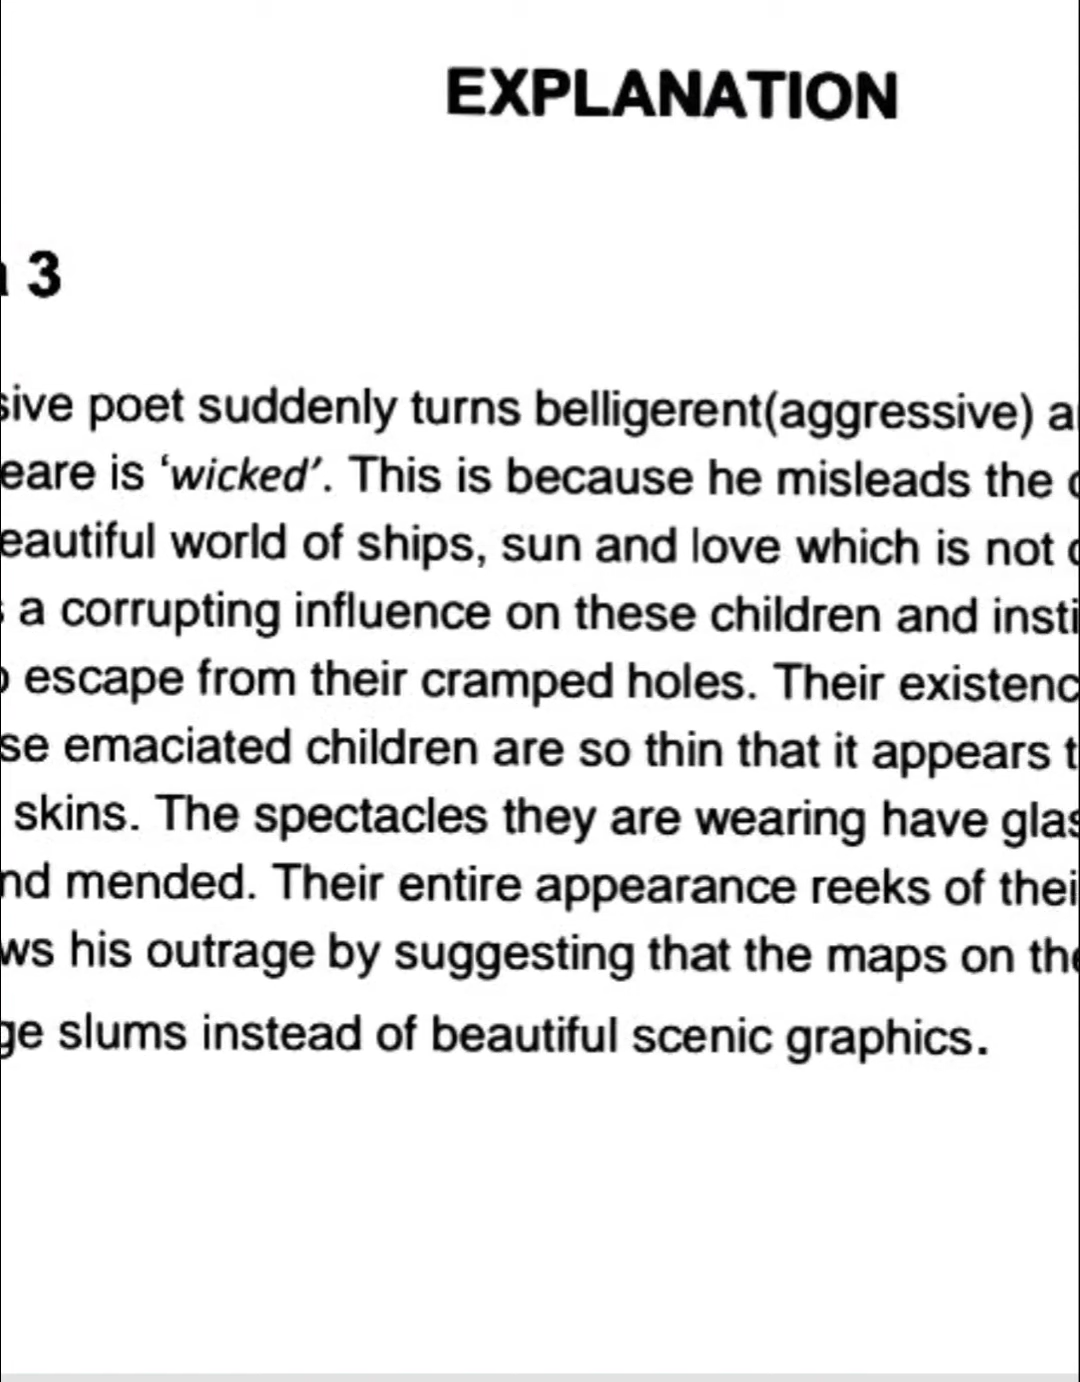 EXPLANATION
3
sive poet suddenly turns belligerent(aggressive) a
eare is ‘wicked’. This is because he misleads the
eautiful world of ships, sun and love which is not
a corrupting influence on these children and insti
escape from their cramped holes. Their existenc
se emaciated children are so thin that it appears t
skins. The spectacles they are wearing have glas
nd mended. Their entire appearance reeks of thei
ws his outrage by suggesting that the maps on the
ge slums instead of beautiful scenic graphics.